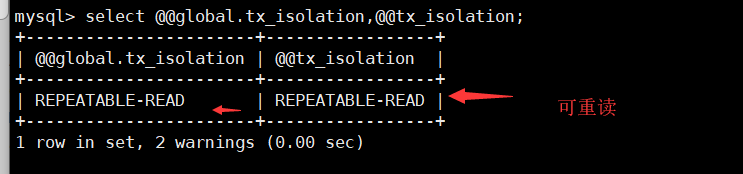 mysql> select @@global.tx_isolation,@@tx_isolation;
+-----------------------+-----------------+
| @@global.tx_isolation | @@tx_isolation  |
+-----------------------+-----------------+
| REPEATABLE-READ       | REPEATABLE-READ |
可重读
+-----------------------+-----------------+
1 row in set, 2 warnings (0.00 sec)